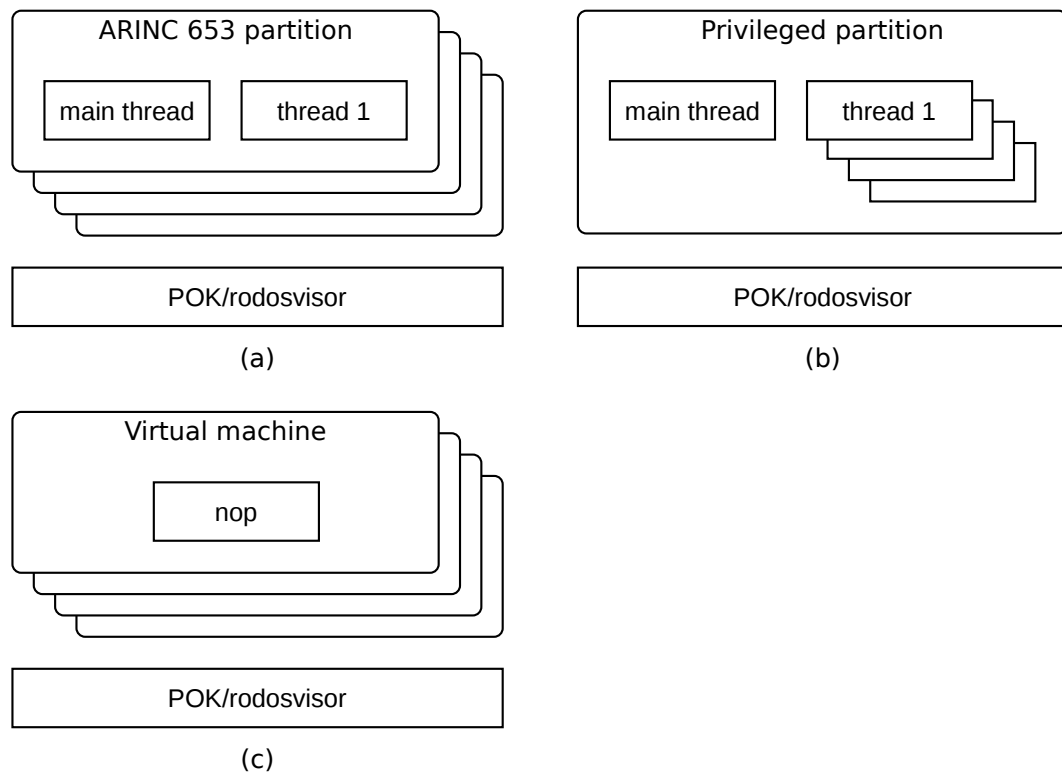 ARINC 653 partition
main thread
thread 1
POK/rodosvisor
(a)
Privileged partition
main thread
thread 1
POK/rodosvisor
(b)
Virtual machine
nop
POK/rodosvisor
(c)